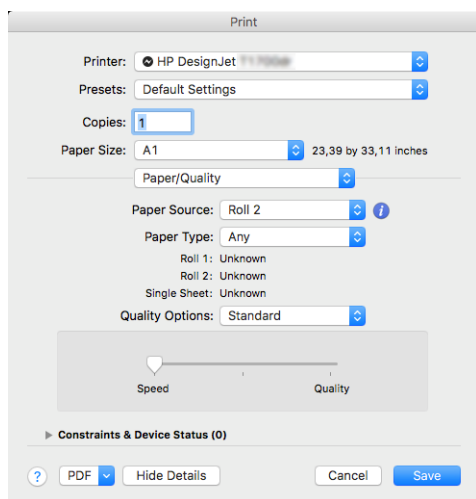 Print
Printer: HP DesignJet
Presets: Default Settings
Copies: 1
Paper Size: A1 23,39 by 33,11 inches
Paper/Quality
Paper Source: Roll 2 i
Paper Type: Any
Roll 1: Unknown
Roll 2: Unknown
Single Sheet: Unknown
Quality Options: Standard
Speed Quality
Constraints & Device Status (0)
? PDF Hide Details Cancel Save